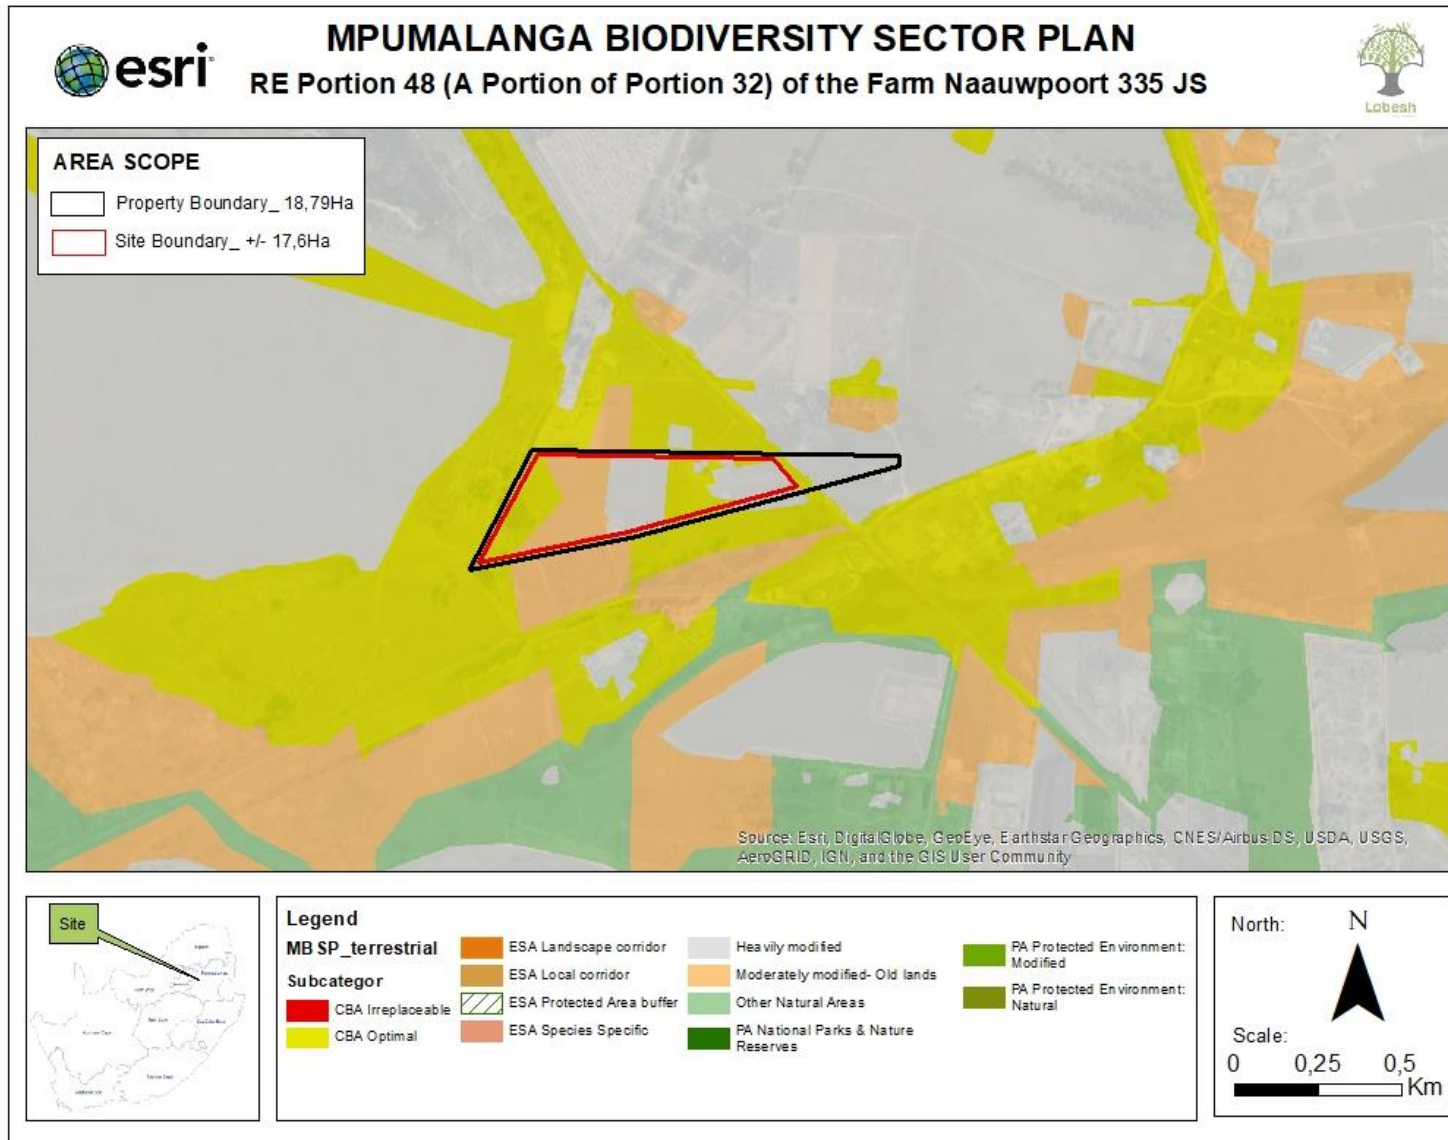 MPUMALANGA BIODIVERSITY SECTOR PLAN
RE Portion 48 (A Portion of Portion 32) of the Farm Naauwpoort 335 JS
esri
Labesh
AREA SCOPE
Property Boundary_ 18,79Ha
Site Boundary_ +/- 17,6Ha
Source: Esri, DigitalGlobe, GeoEye, Earthstar Geographics, CNES/Airbus DS, USDA, USGS,
AeroGRID, IGN, and the GIS User Community
Site
Legend
MBSP_terrestrial
Subcategor
CBA Irreplaceable
CBA Optimal
ESA Landscape corridor
ESA Local corridor
ESA Protected Area buffer
ESA Species Specific
Heavily modified
Moderately modified- Old lands
Other Natural Areas
PA National Parks & Nature
Reserves
PA Protected Environment:
Modified
PA Protected Environment:
Natural
North:
N
Scale:
0 0,25 0,5
Km